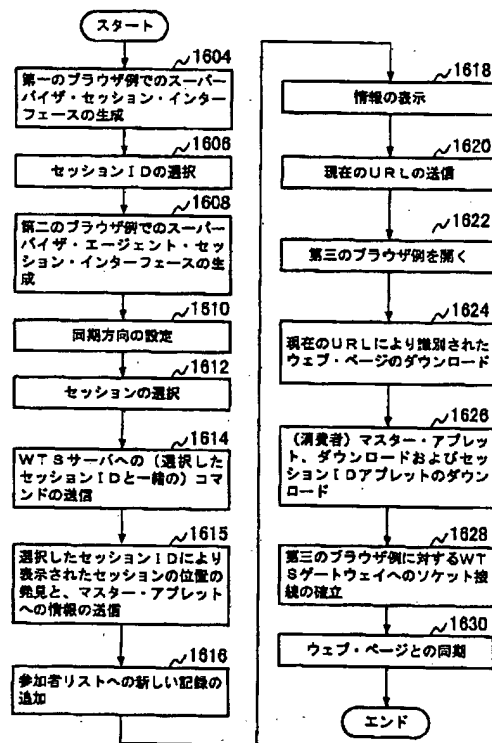 スタート
1604
第一のブラウザ例でのスーパー
バイザ・セッション・インター
フェースの生成
1606
セッションＩＤの選択
1608
第二のブラウザ例でのスーパー
バイザ・エージェント・セッ
ション・インターフェースの生
成
1610
同期方向の設定
1612
セッションの選択
1614
ＷＴＳサーバへの（選択した
セッションＩＤと一緒の）コマ
ンドの送信
1615
選択したセッションＩＤにより
表示されたセッションの位置の
発見と、マスター・アプレット
への情報の送信
1616
参加者リストへの新しい記録の
追加
1618
情報の表示
1620
現在のＵＲＬの送信
1622
第三のブラウザ例を開く
1624
現在のＵＲＬにより識別された
ウェブ・ページのダウンロード
1626
（消費者）マスター・アプレッ
ト、ダウンロードおよびセッショ
ンＩＤアプレットのダウン
ロード
1628
第三のブラウザ例に対するＷＴ
Ｓゲートウェイへのソケット接
続の確立
1630
ウェブ・ページとの同期
エンド